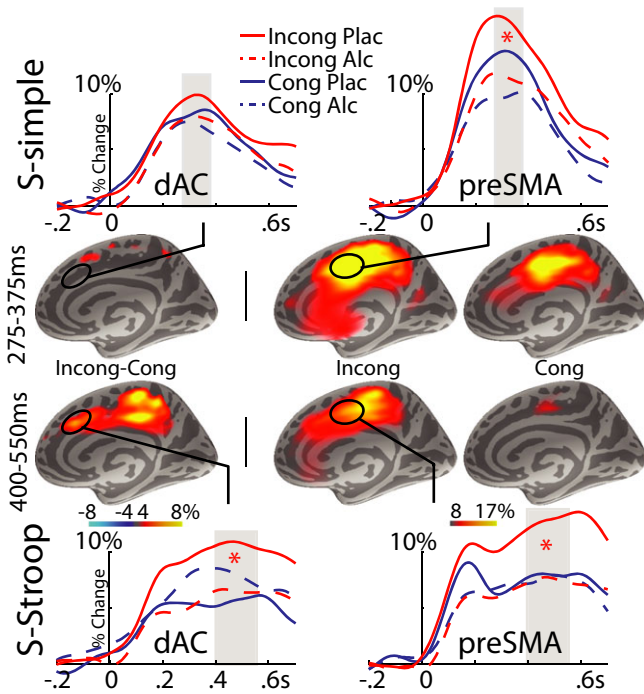 Incong Plac
Incong Alc
Cong Plac
Cong Alc
S-simple
10%
% Change
dAC
-.2 0 .6s
*
preSMA
-.2 0 .6s
275-375ms
Incong-Cong
Incong
Cong
400-550ms
-8 -4 4 8%
8 17%
S-Stroop
10%
% Change
*
dAC
-.2 0 .2 .4 .6s
10%
*
preSMA
-.2 0 .6s